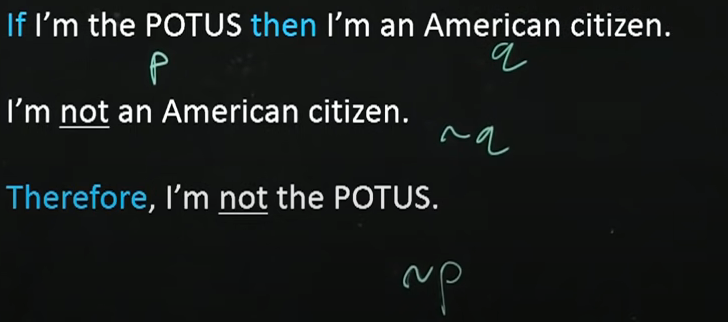 If I'm the POTUS then I'm an American citizen.
p q
I'm not an American citizen.
~q
Therefore, I'm not the POTUS.
~p